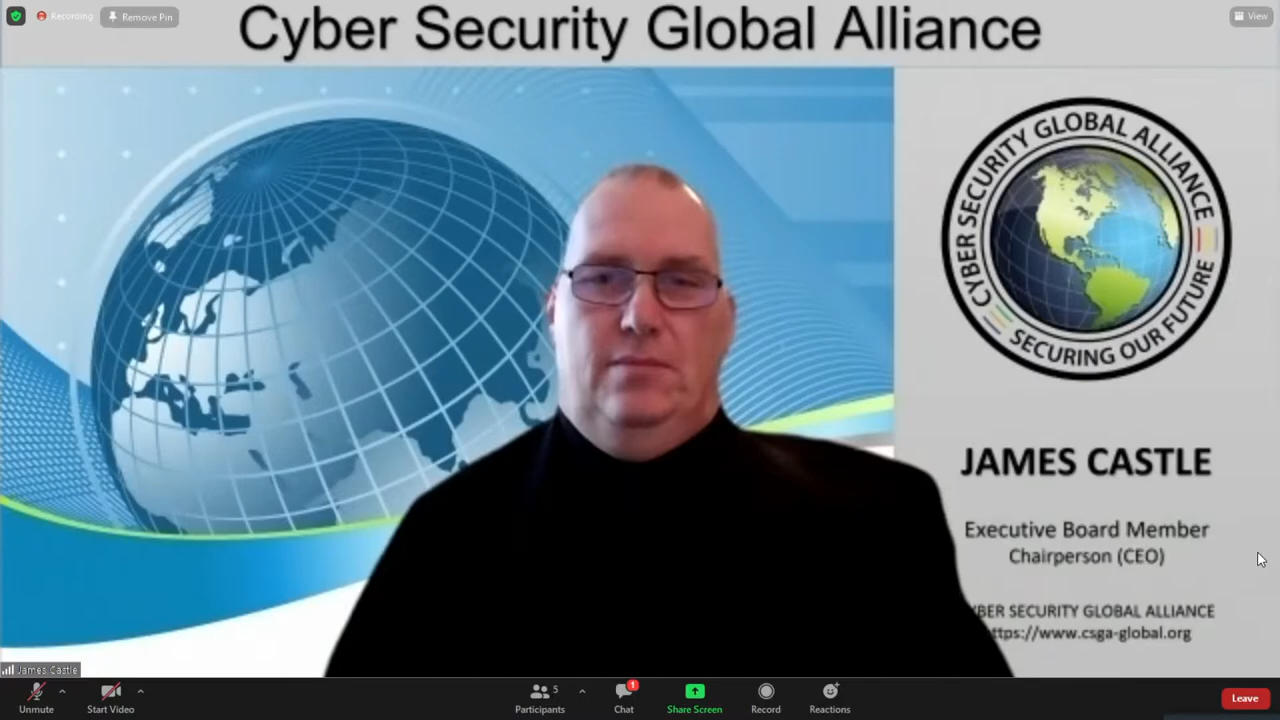 Cyber Security Global Alliance
Recording
Remove Pin
View
CYBER SECURITY GLOBAL ALLIANCE
SECURING OUR FUTURE
JAMES CASTLE
Executive Board Member
Chairperson (CEO)
YBER SECURITY GLOBAL ALLIANCE
ttps://www.csga-global.org
James Castle
Unmute
Start Video
5
Participants
1
Chat
Share Screen
Record
Reactions
Leave